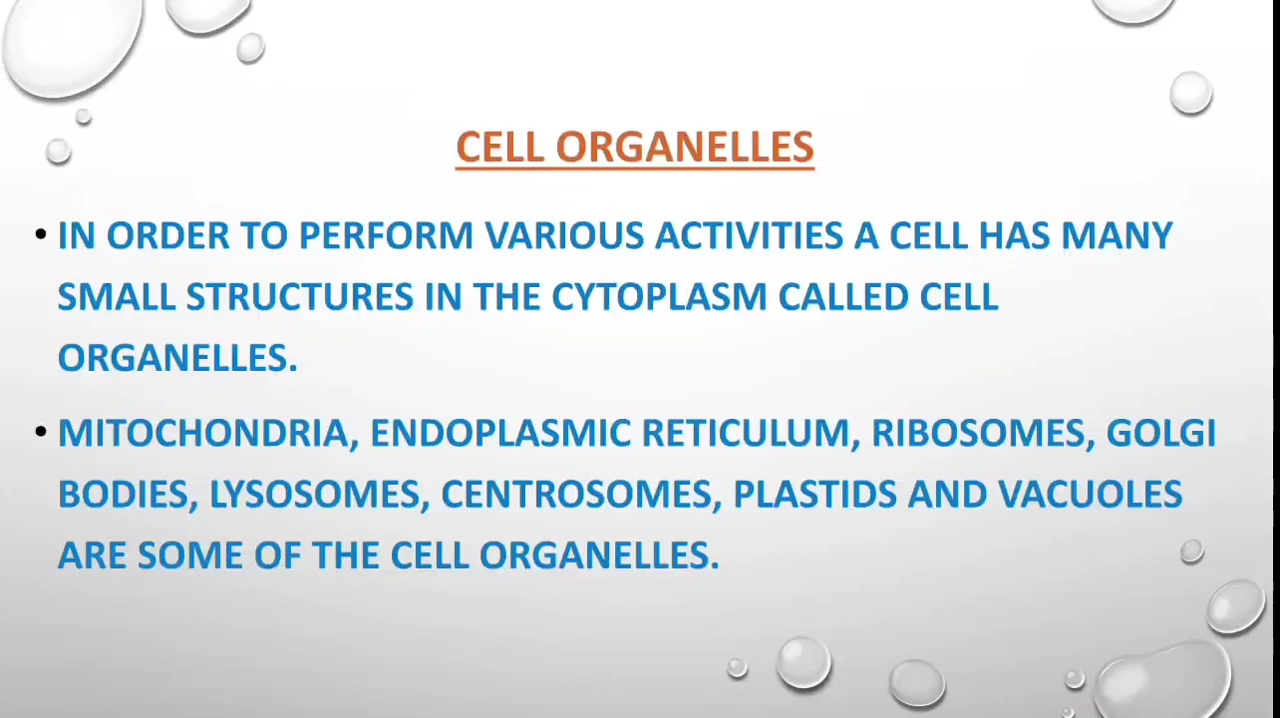 CELL ORGANELLES
• IN ORDER TO PERFORM VARIOUS ACTIVITIES A CELL HAS MANY
SMALL STRUCTURES IN THE CYTOPLASM CALLED CELL
ORGANELLES.
• MITOCHONDRIA, ENDOPLASMIC RETICULUM, RIBOSOMES, GOLGI
BODIES, LYSOSOMES, CENTROSOMES, PLASTIDS AND VACUOLES
ARE SOME OF THE CELL ORGANELLES.